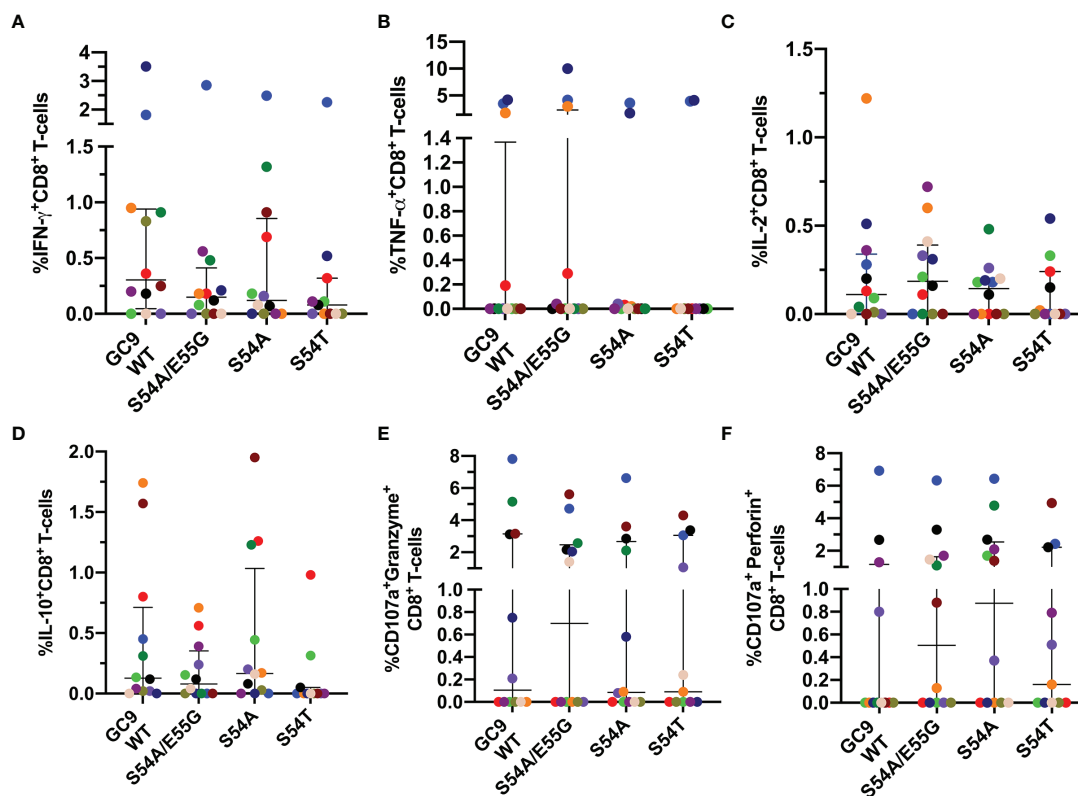 A
%IFN-γ⁺CD8⁺ T-cells
4
3
2
1.5
1.0
0.5
0.0
GC9
WT
S54A/E55G
S54A
S54T
B
%TNF-α⁺CD8⁺ T-cells
15
10
5
1.4
1.2
1.0
0.8
0.6
0.4
0.2
0.0
GC9
WT
S54A/E55G
S54A
S54T
C
%IL-2⁺CD8⁺ T-cells
1.5
1.0
0.5
0.0
GC9
WT
S54A/E55G
S54A
S54T
D
%IL-10⁺CD8⁺ T-cells
2.0
1.5
1.0
0.5
0.0
GC9
WT
S54A/E55G
S54A
S54T
E
%CD107a⁺Granzyme⁺
CD8⁺ T-cells
8
6
4
2
1.0
0.8
0.6
0.4
0.2
0.0
GC9
WT
S54A/E55G
S54A
S54T
F
%CD107a⁺ Perforin⁺
CD8⁺ T-cells
8
6
4
2
1.0
0.8
0.6
0.4
0.2
0.0
GC9
WT
S54A/E55G
S54A
S54T